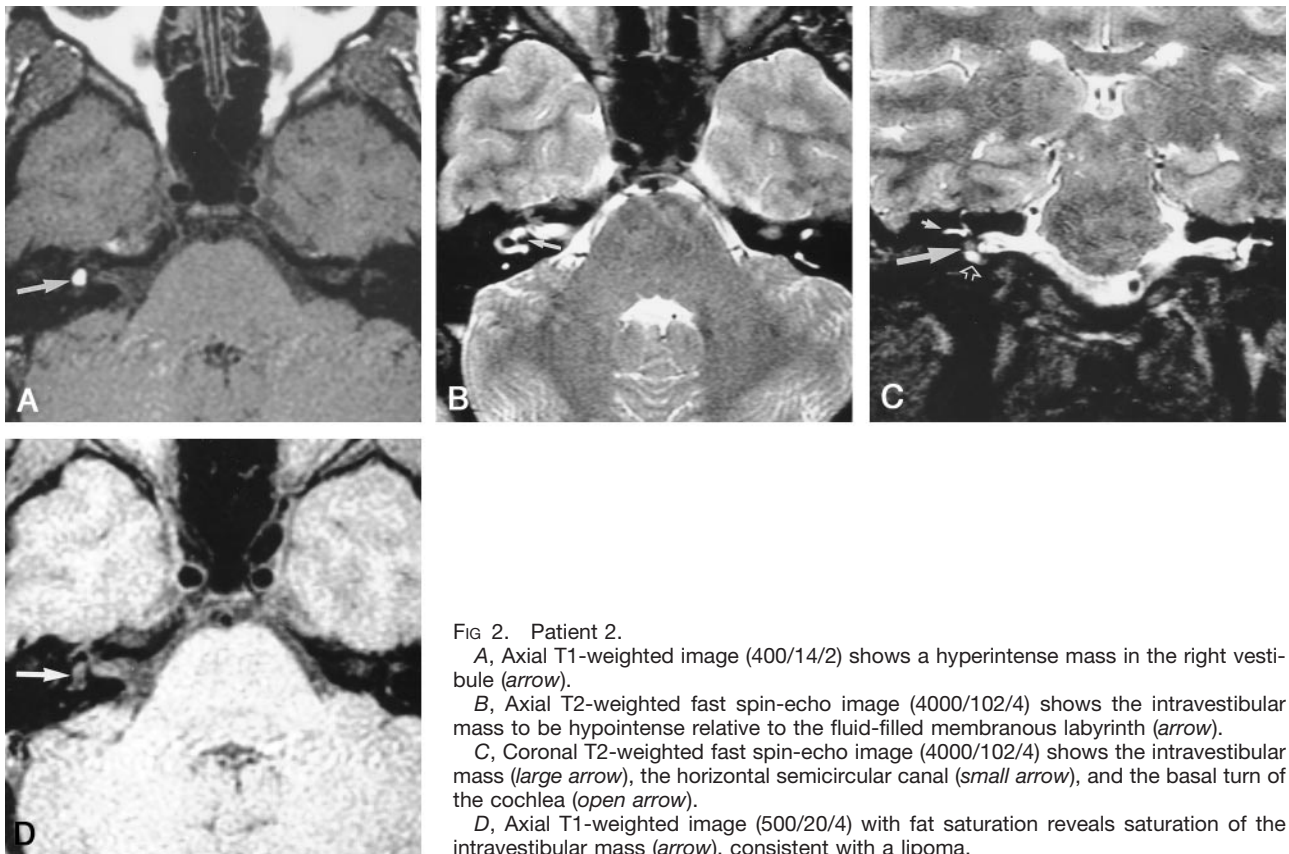 A
B
C
D
FIG 2. Patient 2.
A, Axial T1-weighted image (400/14/2) shows a hyperintense mass in the right vesti-
bule (arrow).
B, Axial T2-weighted fast spin-echo image (4000/102/4) shows the intravestibular
mass to be hypointense relative to the fluid-filled membranous labyrinth (arrow).
C, Coronal T2-weighted fast spin-echo image (4000/102/4) shows the intravestibular
mass (large arrow), the horizontal semicircular canal (small arrow), and the basal turn of
the cochlea (open arrow).
D, Axial T1-weighted image (500/20/4) with fat saturation reveals saturation of the
intravestibular mass (arrow), consistent with a lipoma.